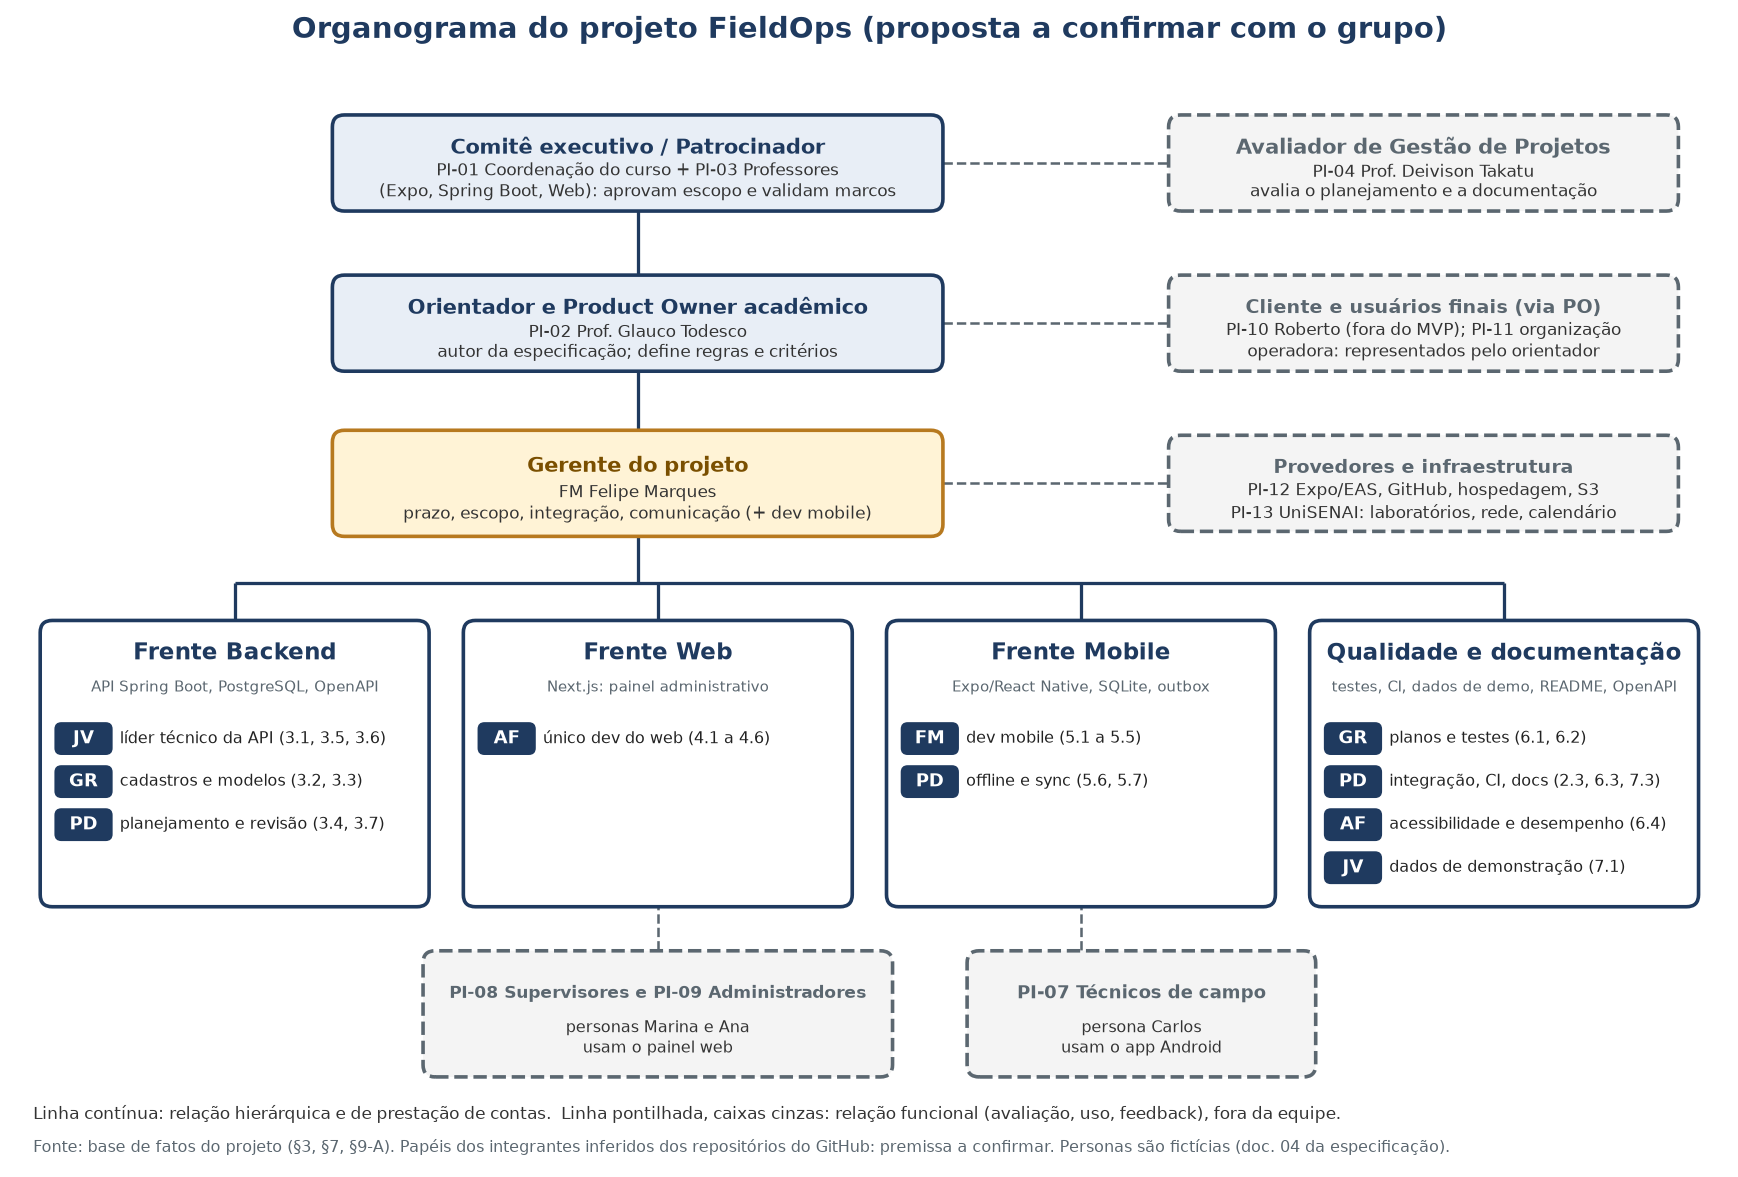 Organograma do projeto FieldOps (proposta a confirmar com o grupo)
Comitê executivo / Patrocinador
PI-01 Coordenação do curso + PI-03 Professores
(Expo, Spring Boot, Web): aprovam escopo e validam marcos
Avaliador de Gestão de Projetos
PI-04 Prof. Deivison Takatu
avalia o planejamento e a documentação
Orientador e Product Owner acadêmico
PI-02 Prof. Glauco Todesco
autor da especificação; define regras e critérios
Cliente e usuários finais (via PO)
PI-10 Roberto (fora do MVP); PI-11 organização
operadora: representados pelo orientador
Gerente do projeto
FM Felipe Marques
prazo, escopo, integração, comunicação (+ dev mobile)
Provedores e infraestrutura
PI-12 Expo/EAS, GitHub, hospedagem, S3
PI-13 UniSENAI: laboratórios, rede, calendário
Frente Backend
API Spring Boot, PostgreSQL, OpenAPI
JV líder técnico da API (3.1, 3.5, 3.6)
GR cadastros e modelos (3.2, 3.3)
PD planejamento e revisão (3.4, 3.7)
Frente Web
Next.js: painel administrativo
AF único dev do web (4.1 a 4.6)
Frente Mobile
Expo/React Native, SQLite, outbox
FM dev mobile (5.1 a 5.5)
PD offline e sync (5.6, 5.7)
Qualidade e documentação
testes, CI, dados de demo, README, OpenAPI
GR planos e testes (6.1, 6.2)
PD integração, CI, docs (2.3, 6.3, 7.3)
AF acessibilidade e desempenho (6.4)
JV dados de demonstração (7.1)
PI-08 Supervisores e PI-09 Administradores
personas Marina e Ana
usam o painel web
PI-07 Técnicos de campo
persona Carlos
usam o app Android
Linha contínua: relação hierárquica e de prestação de contas.  Linha pontilhada, caixas cinzas: relação funcional (avaliação, uso, feedback), fora da equipe.
Fonte: base de fatos do projeto (§3, §7, §9-A). Papéis dos integrantes inferidos dos repositórios do GitHub: premissa a confirmar. Personas são fictícias (doc. 04 da especificação).